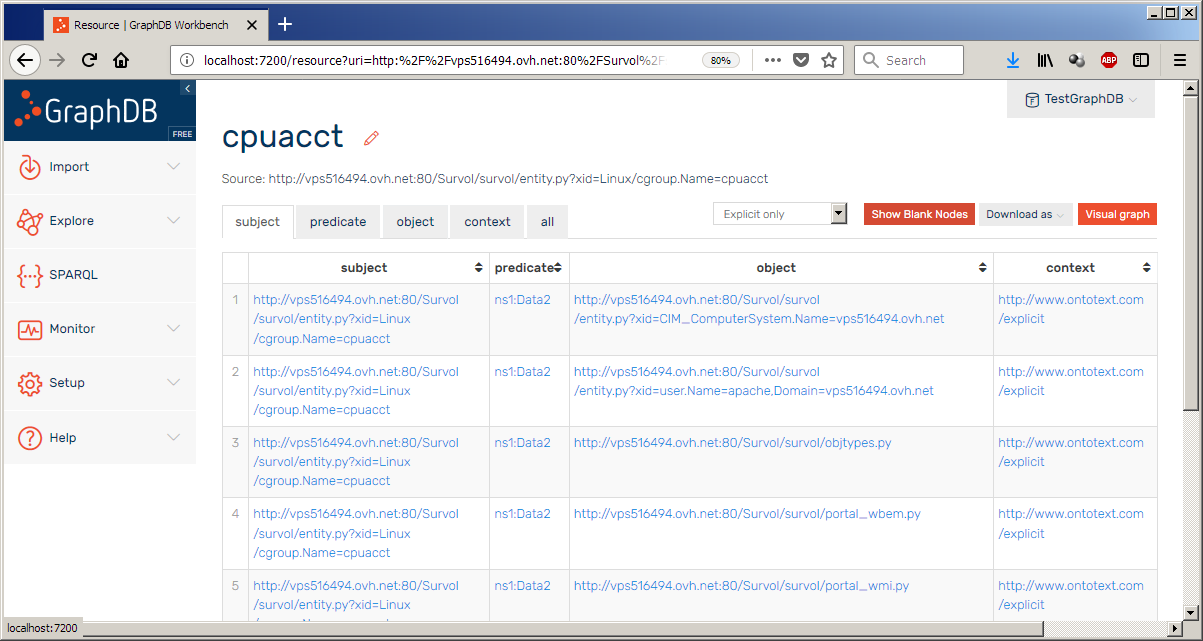 Resource | GraphDB Workbench
localhost:7200/resource?uri=http:%2F%2Fvps516494.ovh.net:80%2FSurvol%2F
80%
Search
ABP
GraphDB
FREE
Import
Explore
SPARQL
Monitor
Setup
Help
TestGraphDB
cpuacct
Source: http://vps516494.ovh.net:80/Survol/survol/entity.py?xid=Linux/cgroup.Name=cpuacct
subject predicate object context all
Explicit only Show Blank Nodes Download as Visual graph
subject predicate object context
1 http://vps516494.ovh.net:80/Survol ns1:Data2 http://vps516494.ovh.net:80/Survol/survol http://www.ontotext.com
/survol/entity.py?xid=Linux /entity.py?xid=CIM_ComputerSystem.Name=vps516494.ovh.net /explicit
/cgroup.Name=cpuacct
2 http://vps516494.ovh.net:80/Survol ns1:Data2 http://vps516494.ovh.net:80/Survol/survol http://www.ontotext.com
/survol/entity.py?xid=Linux /entity.py?xid=user.Name=apache,Domain=vps516494.ovh.net /explicit
/cgroup.Name=cpuacct
3 http://vps516494.ovh.net:80/Survol ns1:Data2 http://vps516494.ovh.net:80/Survol/survol/objtypes.py http://www.ontotext.com
/survol/entity.py?xid=Linux /explicit
/cgroup.Name=cpuacct
4 http://vps516494.ovh.net:80/Survol ns1:Data2 http://vps516494.ovh.net:80/Survol/survol/portal_wbem.py http://www.ontotext.com
/survol/entity.py?xid=Linux /explicit
/cgroup.Name=cpuacct
5 http://vps516494.ovh.net:80/Survol ns1:Data2 http://vps516494.ovh.net:80/Survol/survol/portal_wmi.py http://www.ontotext.com
/survol/entity.py?xid=Linux /explicit
localhost:7200